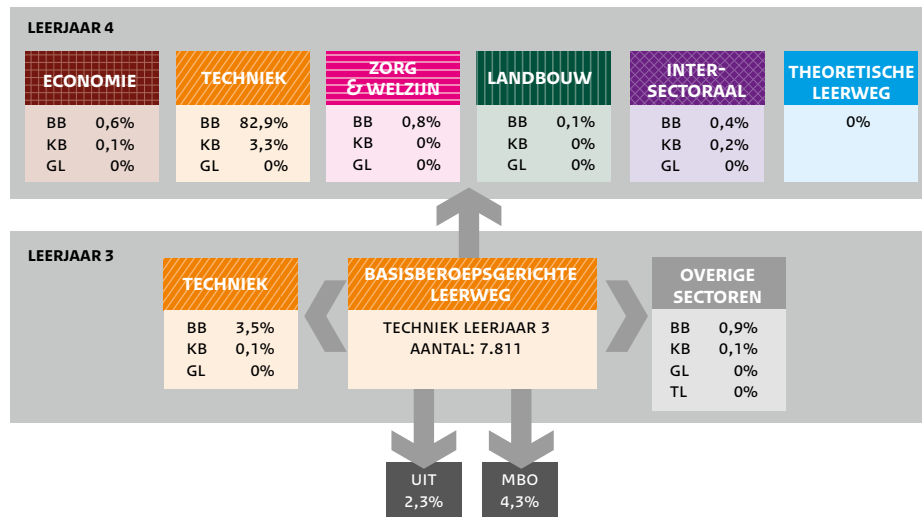 LEERJAAR 4
ECONOMIE
BB 0,6%
KB 0,1%
GL 0%
TECHNIEK
BB 82,9%
KB 3,3%
GL 0%
ZORG
& WELZIJN
BB 0,8%
KB 0%
GL 0%
LANDBOUW
BB 0,1%
KB 0%
GL 0%
INTER-
SECTORAAL
BB 0,4%
KB 0,2%
GL 0%
THEORETISCHE
LEERWEG
0%
LEERJAAR 3
TECHNIEK
BB 3,5%
KB 0,1%
GL 0%
BASISBEROEPSGERICHTE
LEERWEG
TECHNIEK LEERJAAR 3
AANTAL: 7.811
OVERIGE
SECTOREN
BB 0,9%
KB 0,1%
GL 0%
TL 0%
UIT
2,3%
MBO
4,3%